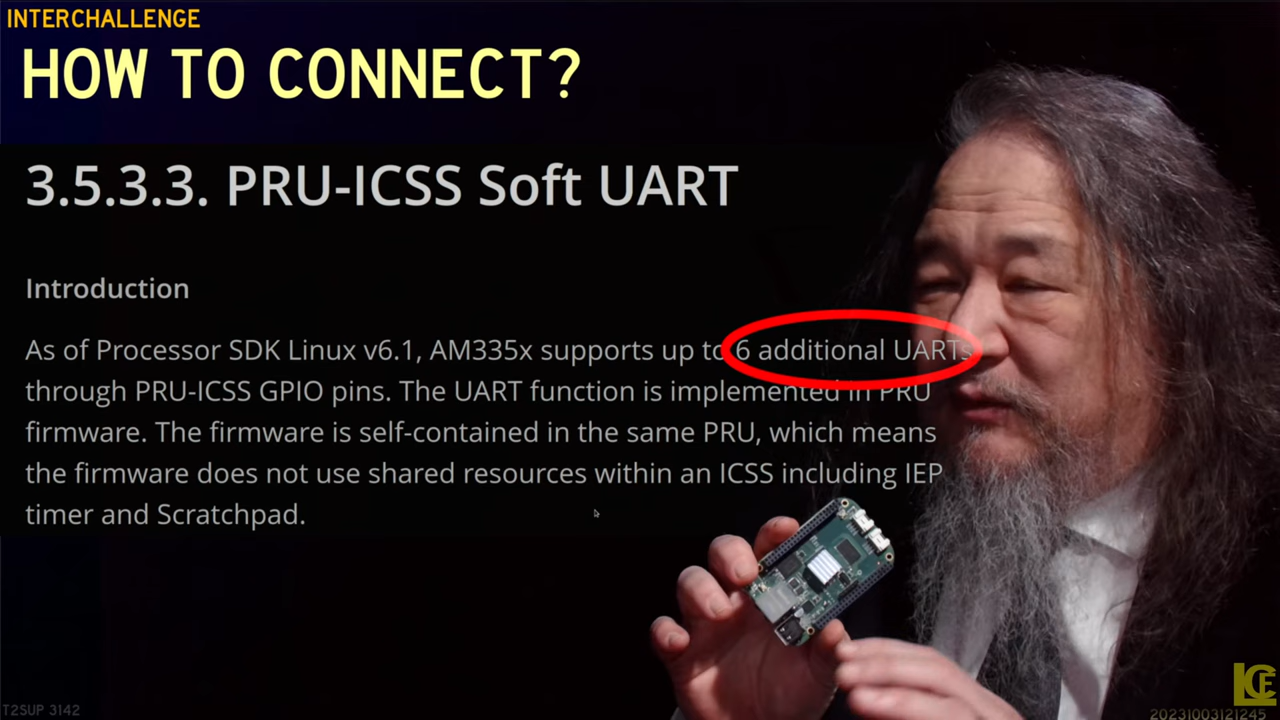 INTERCHALLENGE
HOW TO CONNECT?
3.5.3.3. PRU-ICSS Soft UART
Introduction
As of Processor SDK Linux v6.1, AM335x supports up to 6 additional UARTs
through PRU-ICSS GPIO pins. The UART function is implemented in PRU
firmware. The firmware is self-contained in the same PRU, which means
the firmware does not use shared resources within an ICSS including IEP
timer and Scratchpad.
T2SUP 3142
20231003121245